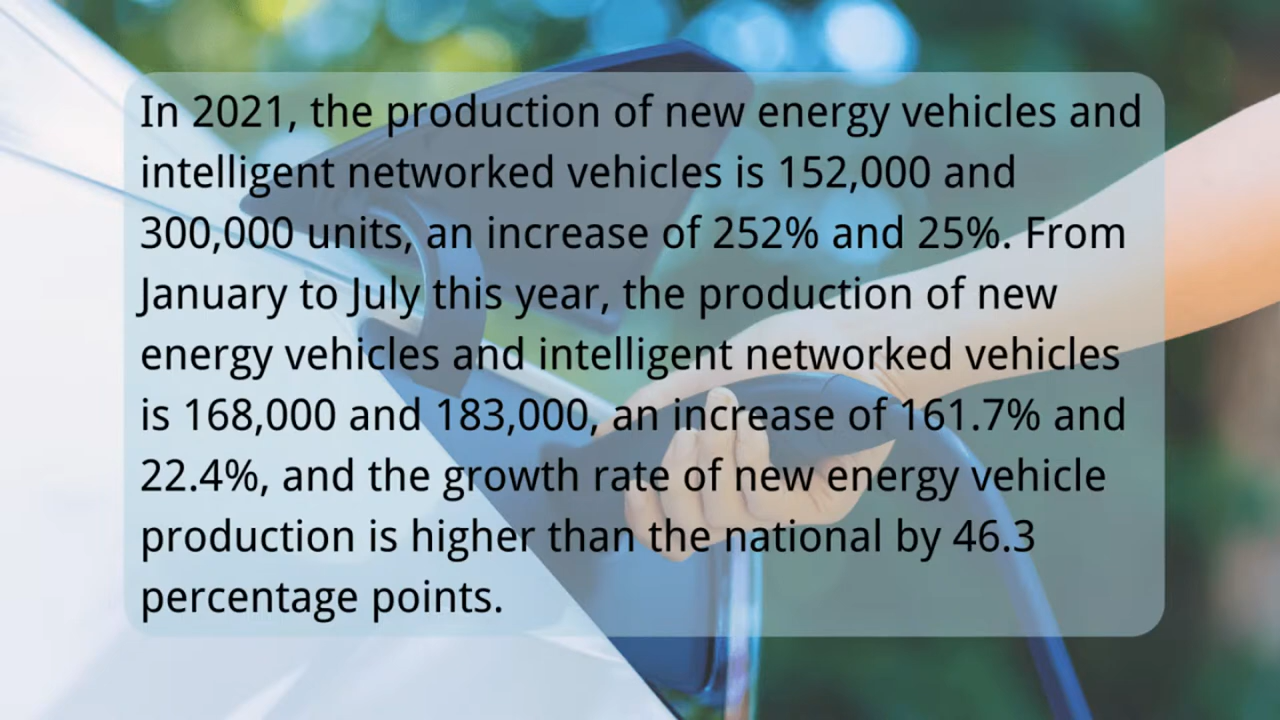 In 2021, the production of new energy vehicles and
intelligent networked vehicles is 152,000 and
300,000 units, an increase of 252% and 25%. From
January to July this year, the production of new
energy vehicles and intelligent networked vehicles
is 168,000 and 183,000, an increase of 161.7% and
22.4%, and the growth rate of new energy vehicle
production is higher than the national by 46.3
percentage points.